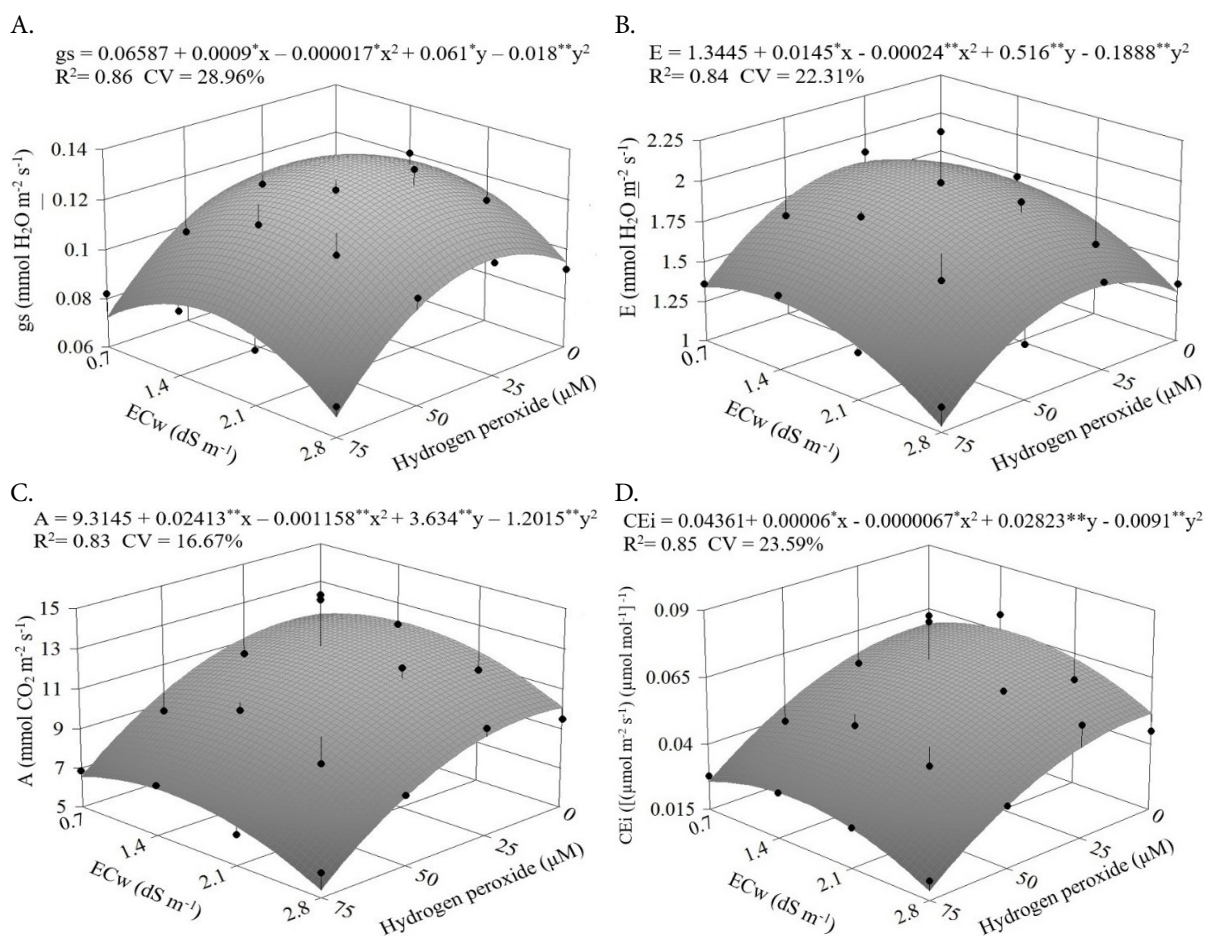 A.
gs = 0.06587 + 0.0009*x – 0.000017*x² + 0.061*y – 0.018**y²
R²= 0.86 CV = 28.96%
gs (mmol H₂O m⁻² s⁻¹)
0.14
0.12
0.1
0.08
0.06
0.7
1.4
2.1
2.8
ECw (dS m⁻¹)
75
50
25
0
Hydrogen peroxide (µM)
B.
E = 1.3445 + 0.0145*x - 0.00024**x² + 0.516**y - 0.1888**y²
R²= 0.84 CV = 22.31%
E (mmol H₂O m⁻² s⁻¹)
2.25
2
1.75
1.5
1.25
1
0.7
1.4
2.1
2.8
ECw (dS m⁻¹)
75
50
25
0
Hydrogen peroxide (µM)
C.
A = 9.3145 + 0.02413**x – 0.001158**x² + 3.634**y – 1.2015**y²
R²= 0.83 CV = 16.67%
A (mmol CO₂ m⁻² s⁻¹)
15
13
11
9
7
5
0.7
1.4
2.1
2.8
ECw (dS m⁻¹)
75
50
25
0
Hydrogen peroxide (µM)
D.
CEi = 0.04361+ 0.00006*x - 0.0000067*x² + 0.02823**y - 0.0091**y²
R²= 0.85 CV = 23.59%
CEi ([(µmol m⁻² s⁻¹) (µmol mol⁻¹]⁻¹)
0.09
0.065
0.04
0.015
0.7
1.4
2.1
2.8
ECw (dS m⁻¹)
75
50
25
0
Hydrogen peroxide (µM)